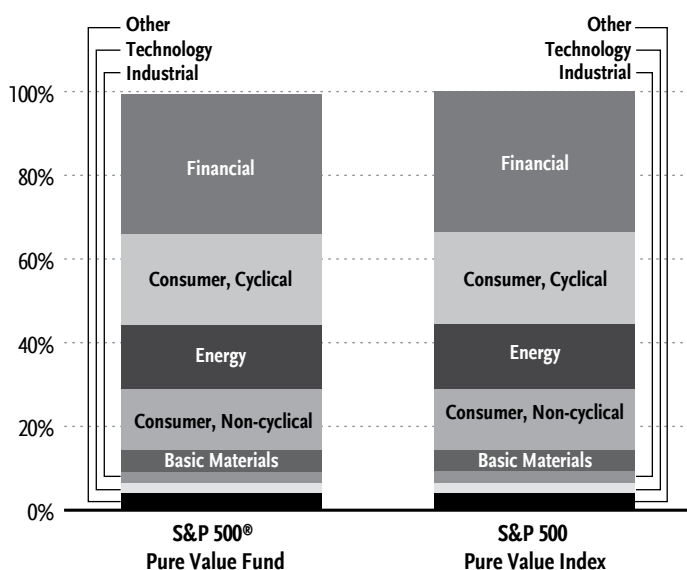 Other Other
Technology Technology
Industrial Industrial
100%
Financial Financial
80%
60%
Consumer, Cyclical Consumer, Cyclical
40%
Energy Energy
Consumer, Non-cyclical Consumer, Non-cyclical
20%
Basic Materials Basic Materials
0%
S&P 500® S&P 500
Pure Value Fund Pure Value Index